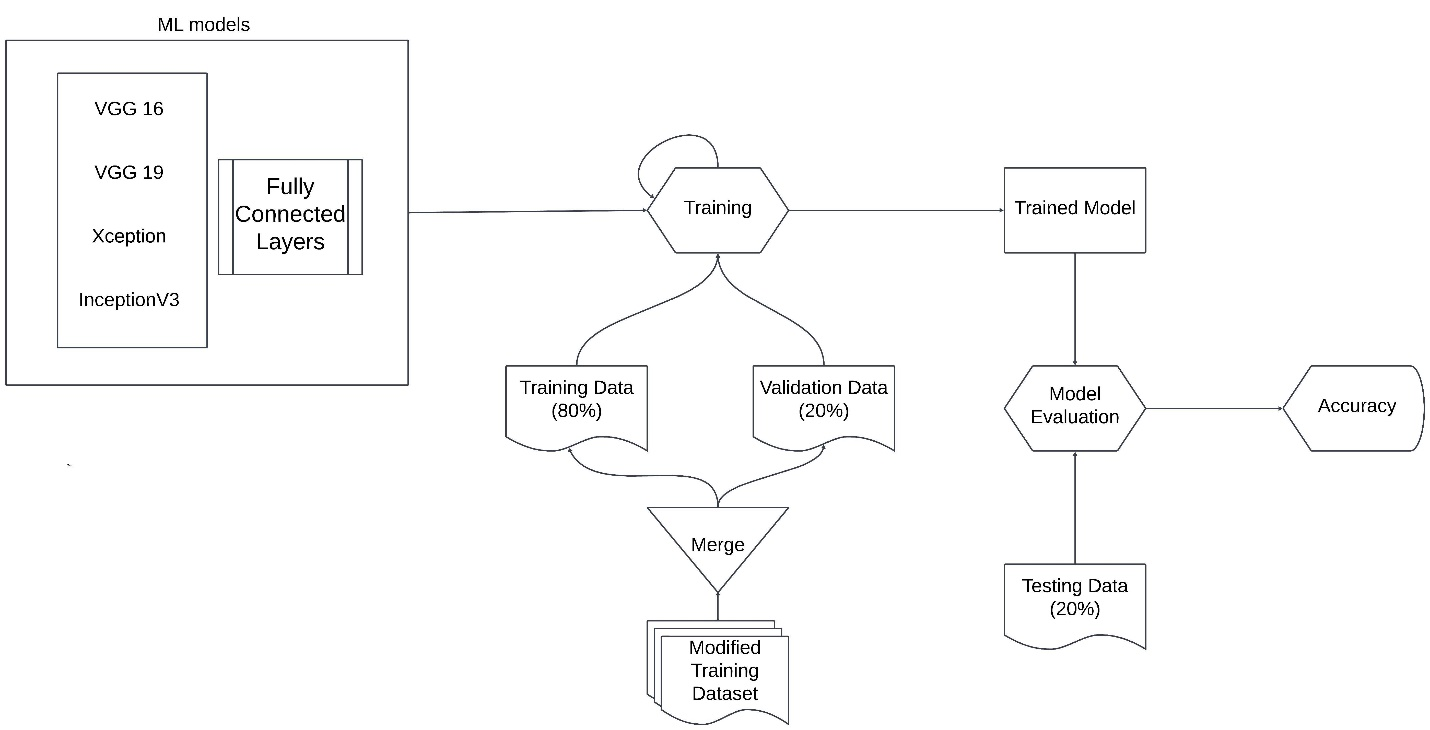 ML models
VGG 16
VGG 19
Xception
InceptionV3
Fully
Connected
Layers
Training
Trained Model
Training Data
(80%)
Validation Data
(20%)
Model
Evaluation
Accuracy
Merge
Testing Data
(20%)
Modified
Training
Dataset